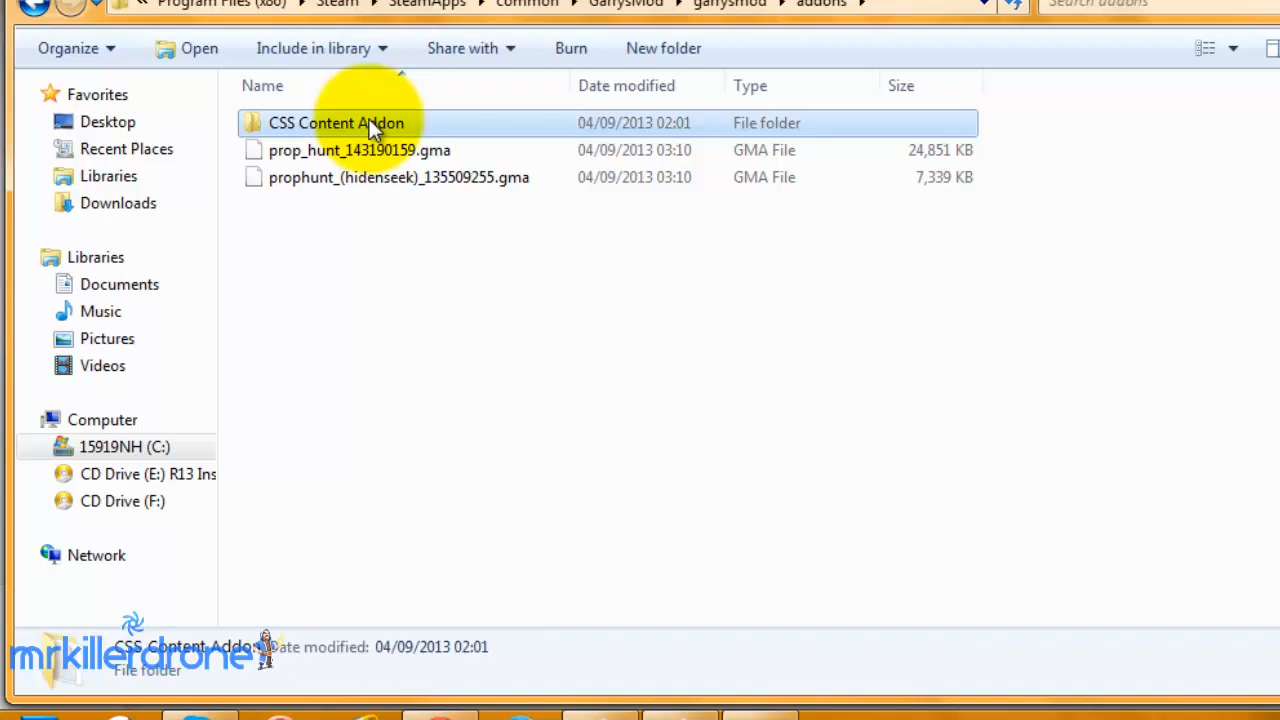 Program Files (x86) Steam SteamApps common GarrysMod garrysmod addons Search addons
Organize Open Include in library Share with Burn New folder
Name Date modified Type Size
Favorites
Desktop
Recent Places
Libraries
Downloads
Libraries
Documents
Music
Pictures
Videos
Computer
15919NH (C:)
CD Drive (E:) R13 Ins
CD Drive (F:)
Network
CSS Content Addon 04/09/2013 02:01 File folder
prop_hunt_143190159.gma 04/09/2013 03:10 GMA File 24,851 KB
prophunt_(hidenseek)_135509255.gma 04/09/2013 03:10 GMA File 7,339 KB
CSS Content Addon Date modified: 04/09/2013 02:01
File folder
mrkillerdrone